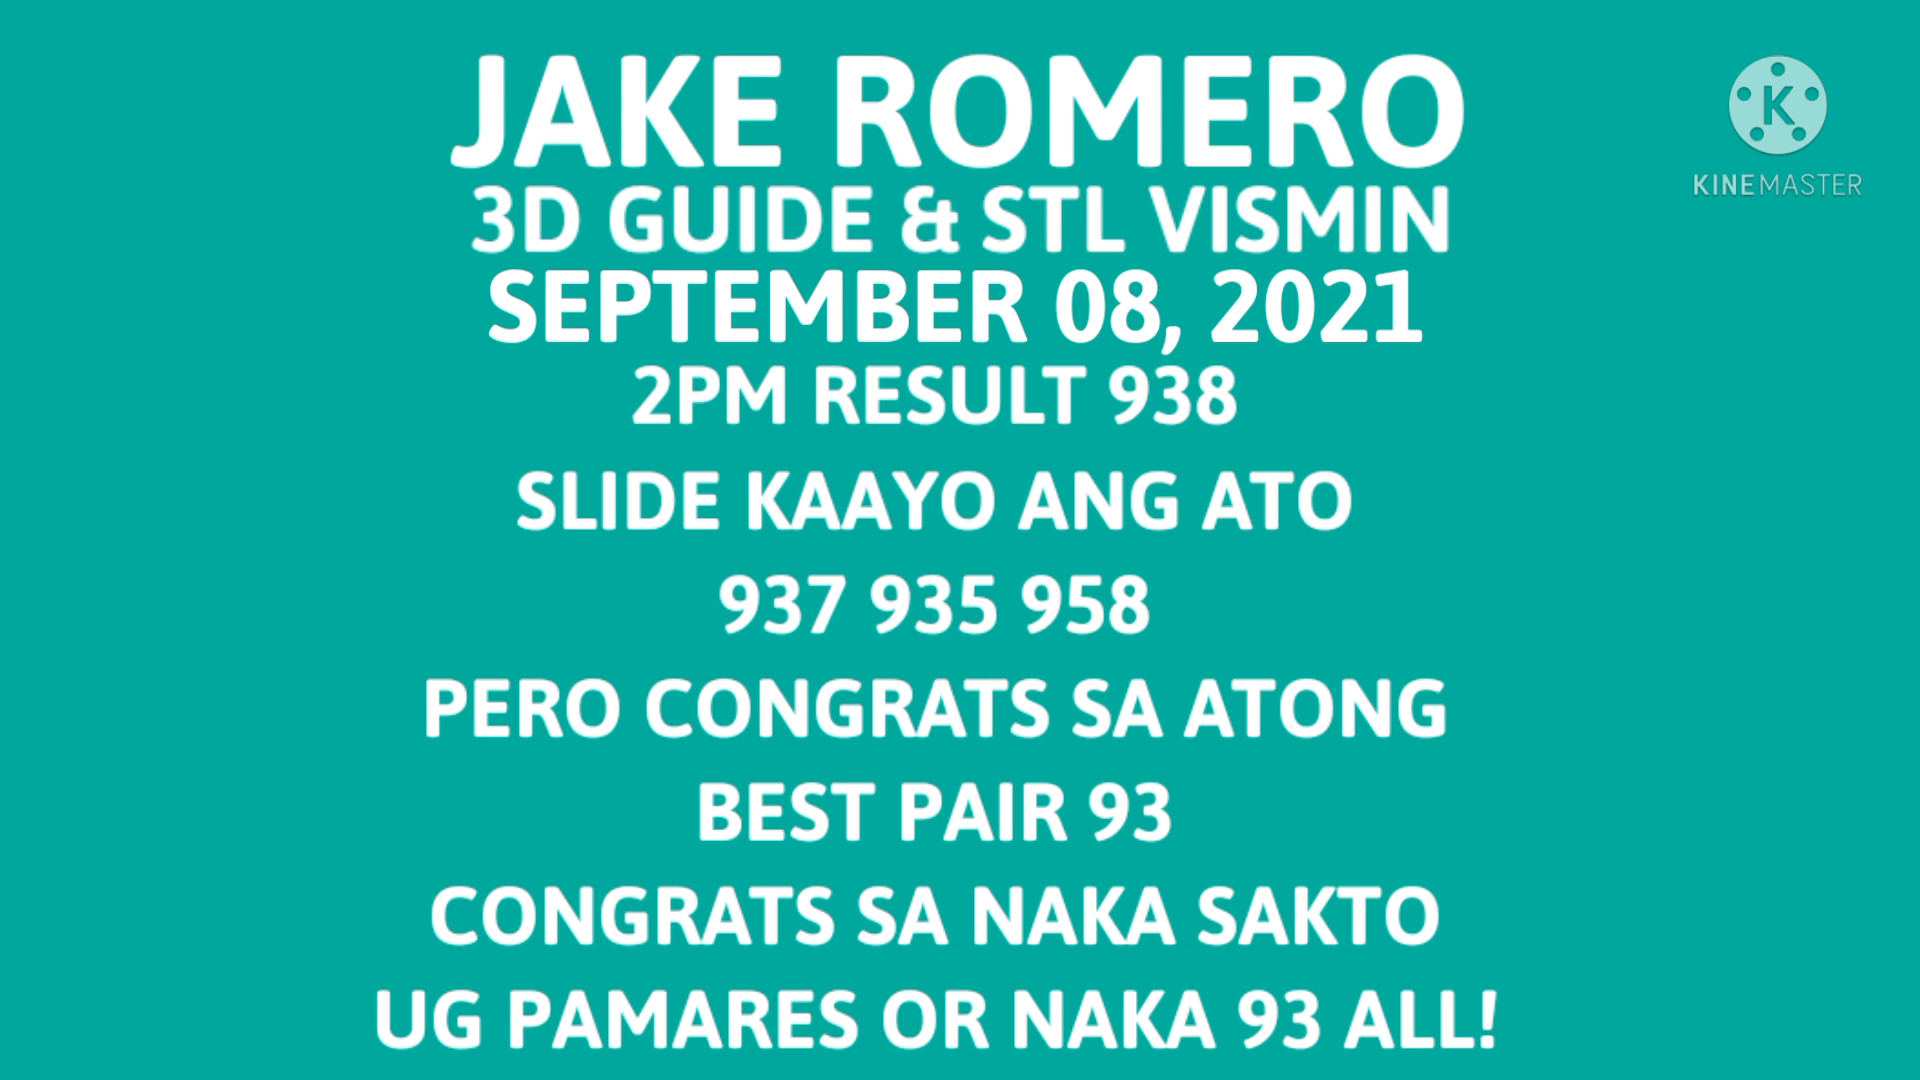 JAKE ROMERO
3D GUIDE & STL VISMIN
SEPTEMBER 08, 2021
2PM RESULT 938
SLIDE KAAYO ANG ATO
937 935 958
PERO CONGRATS SA ATONG
BEST PAIR 93
CONGRATS SA NAKA SAKTO
UG PAMARES OR NAKA 93 ALL!
K
KINEMASTER